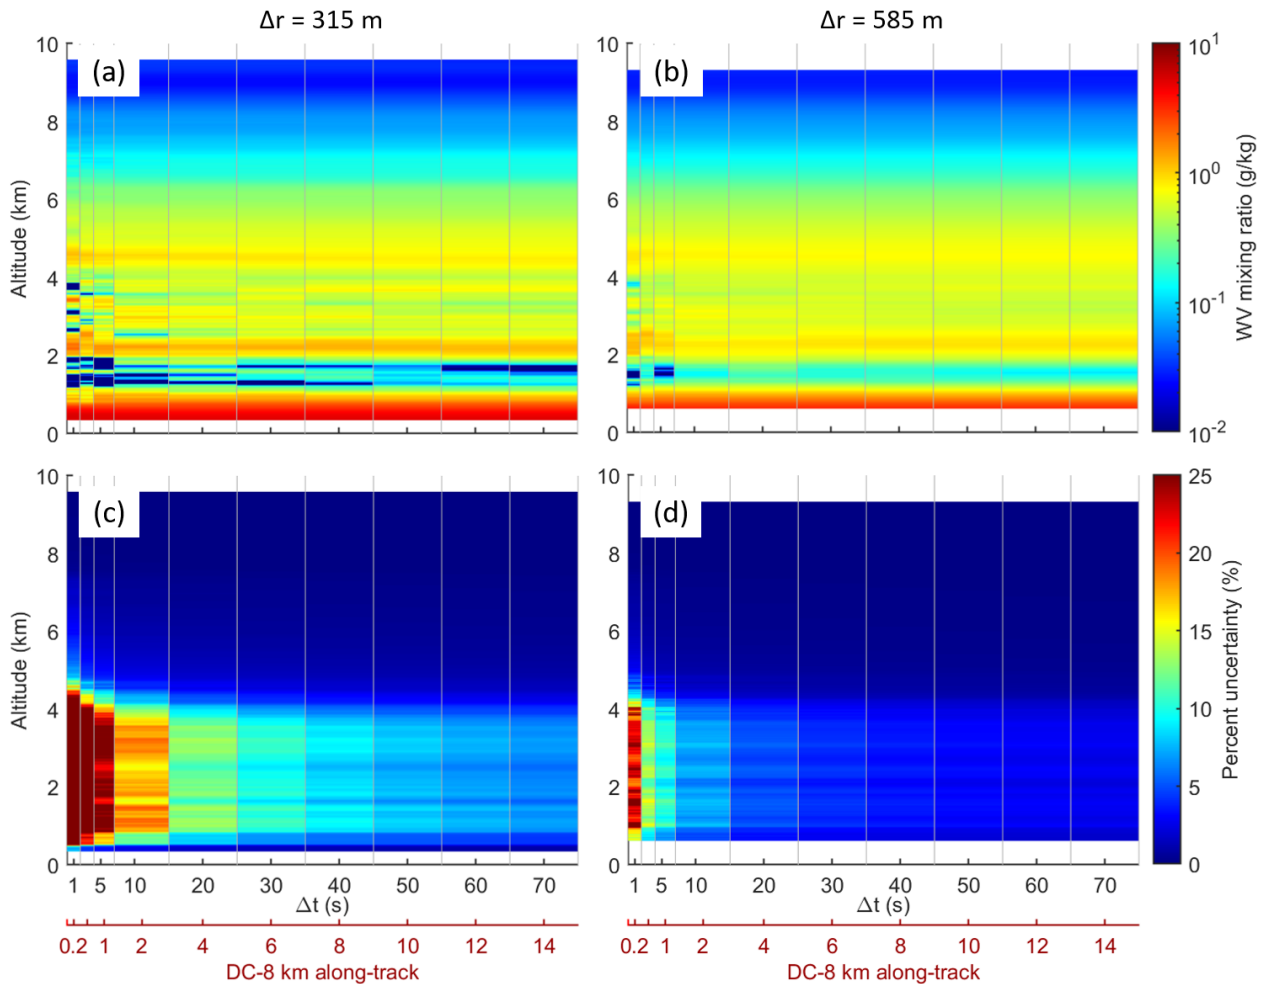 Δr = 315 m
Δr = 585 m
(a)
(b)
10
8
6
4
2
0
Altitude (km)
10
8
6
4
2
0
10^1
10^0
10^-1
10^-2
WV mixing ratio (g/kg)
(c)
(d)
10
8
6
4
2
0
Altitude (km)
10
8
6
4
2
0
25
20
15
10
5
0
Percent uncertainty (%)
1 5 10 20 30 40 50 60 70
Δt (s)
1 5 10 20 30 40 50 60 70
Δt (s)
0.2 1 2 4 6 8 10 12 14
DC-8 km along-track
0.2 1 2 4 6 8 10 12 14
DC-8 km along-track